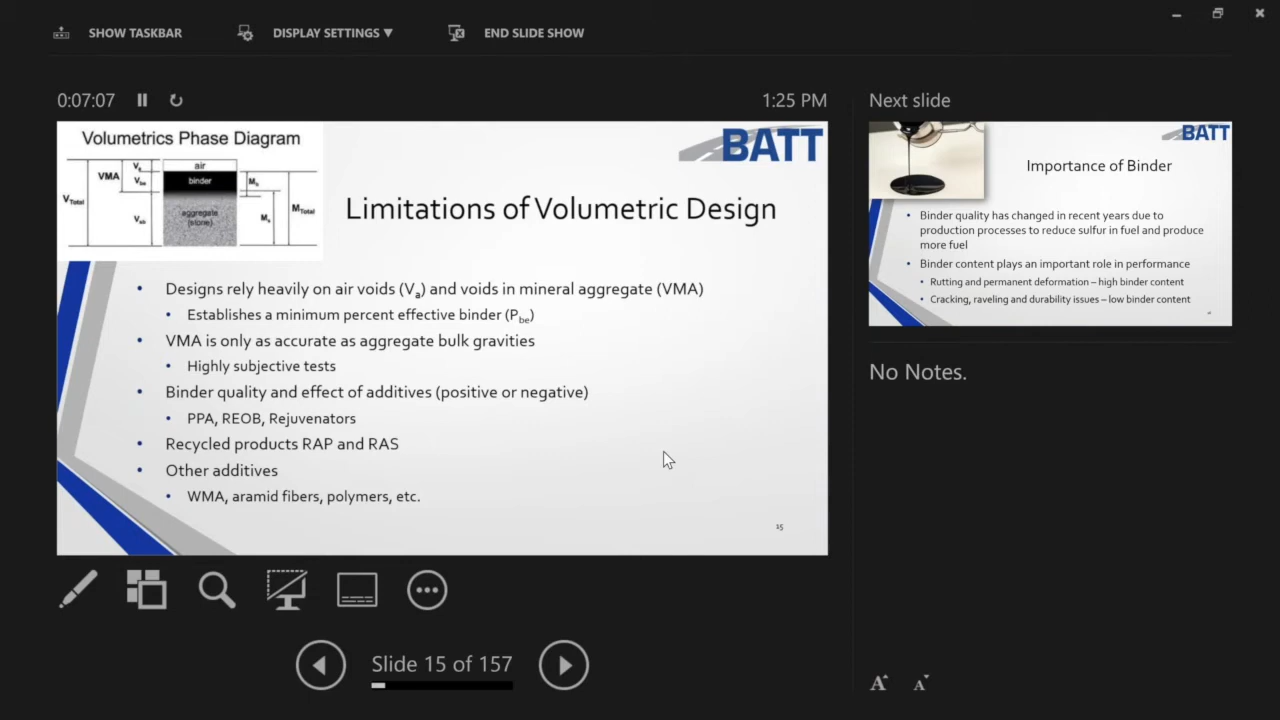 SHOW TASKBAR
DISPLAY SETTINGS ▼
END SLIDE SHOW
0:07:07
1:25 PM
Next slide
Volumetrics Phase Diagram
air
binder
aggregate
(stone)
VMA
Va
Vbe
VTotal
Vab
Mb
Ms
MTotal
BATT
Limitations of Volumetric Design
• Designs rely heavily on air voids (Va) and voids in mineral aggregate (VMA)
• Establishes a minimum percent effective binder (Pbe)
• VMA is only as accurate as aggregate bulk gravities
• Highly subjective tests
• Binder quality and effect of additives (positive or negative)
• PPA, REOB, Rejuvenators
• Recycled products RAP and RAS
• Other additives
• WMA, aramid fibers, polymers, etc.
15
BATT
Importance of Binder
• Binder quality has changed in recent years due to
production processes to reduce sulfur in fuel and produce
more fuel
• Binder content plays an important role in performance
• Rutting and permanent deformation – high binder content
• Cracking, raveling and durability issues – low binder content
No Notes.
Slide 15 of 157
A A